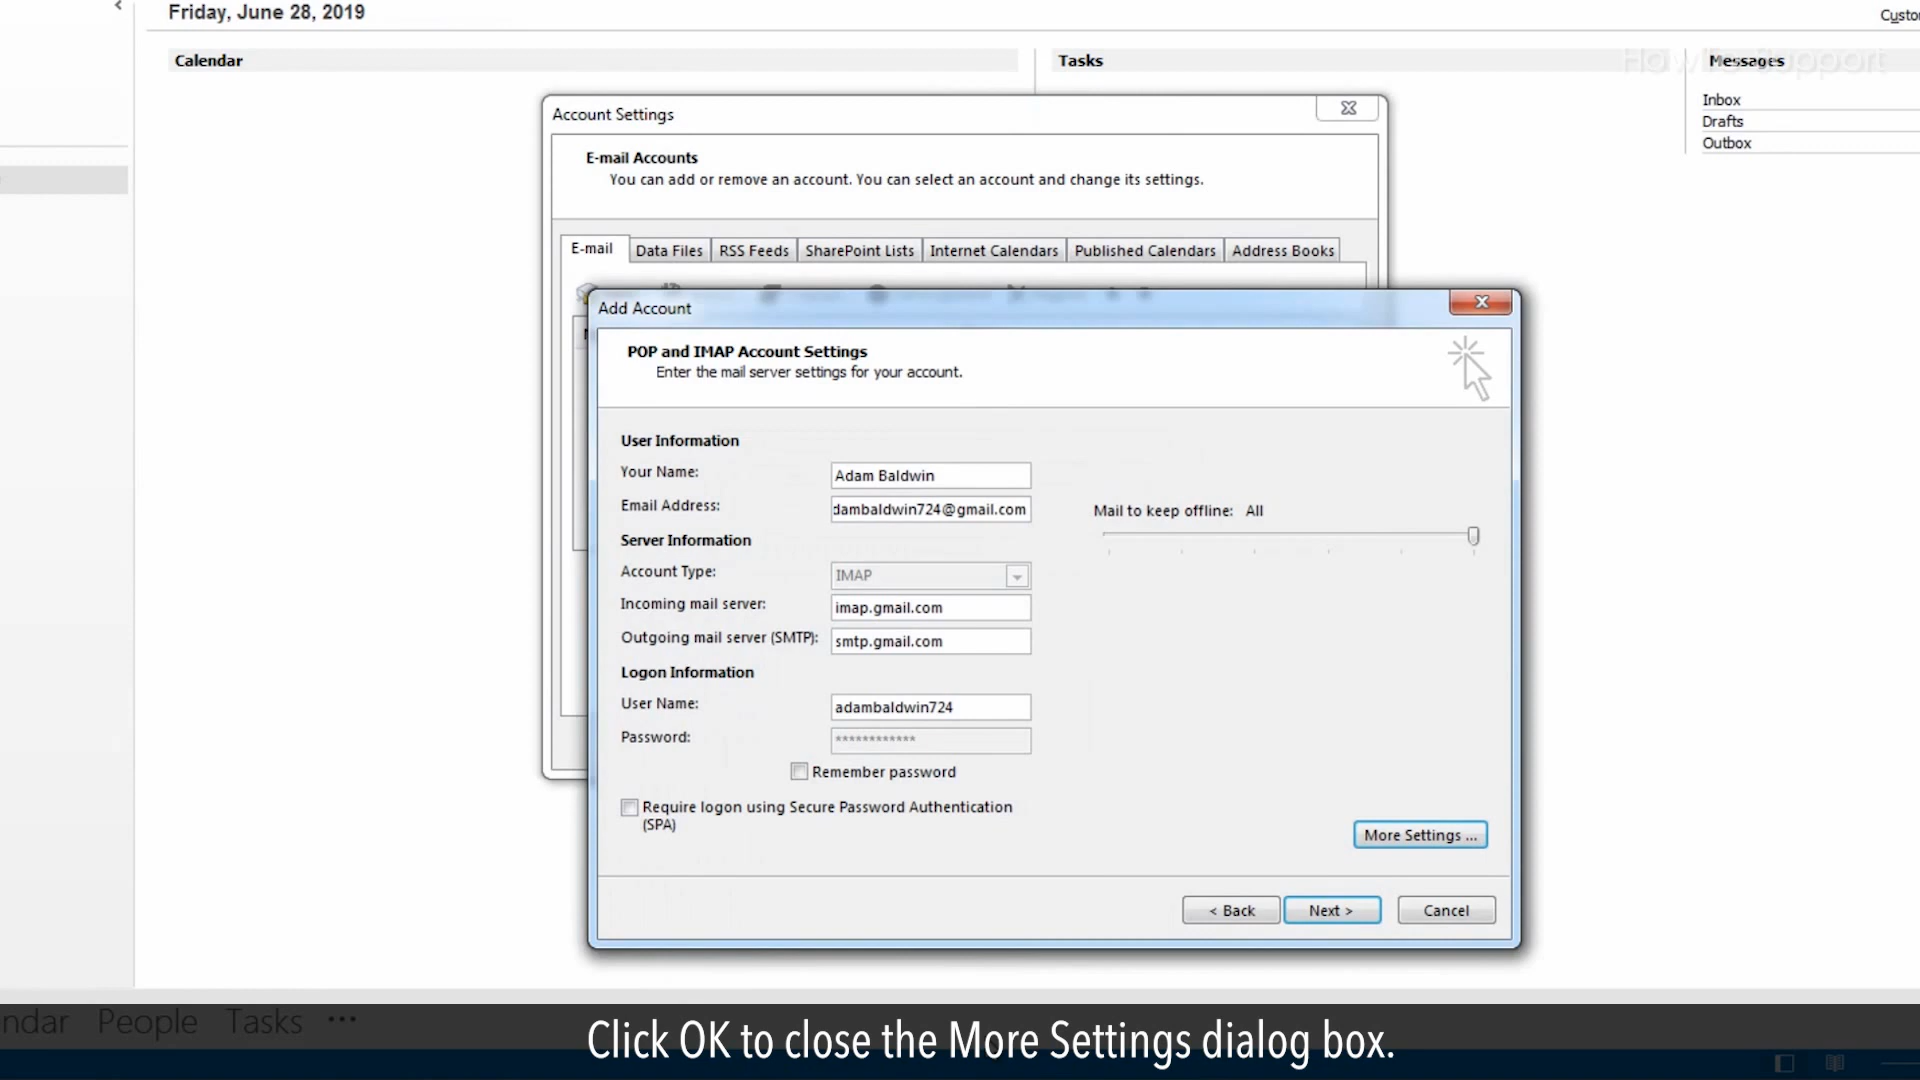 Friday, June 28, 2019
Custo
Calendar
Tasks
HowTo Support
Messages
Inbox
Drafts
Outbox
Account Settings
E-mail Accounts
You can add or remove an account. You can select an account and change its settings.
E-mail
Data Files
RSS Feeds
SharePoint Lists
Internet Calendars
Published Calendars
Address Books
Add Account
POP and IMAP Account Settings
Enter the mail server settings for your account.
User Information
Your Name:
Adam Baldwin
Email Address:
dambaldwin724@gmail.com
Mail to keep offline: All
Server Information
Account Type:
IMAP
Incoming mail server:
imap.gmail.com
Outgoing mail server (SMTP):
smtp.gmail.com
Logon Information
User Name:
adambaldwin724
Password:
************
Remember password
Require logon using Secure Password Authentication
(SPA)
More Settings ...
< Back
Next >
Cancel
ndar People Tasks ...
Click OK to close the More Settings dialog box.